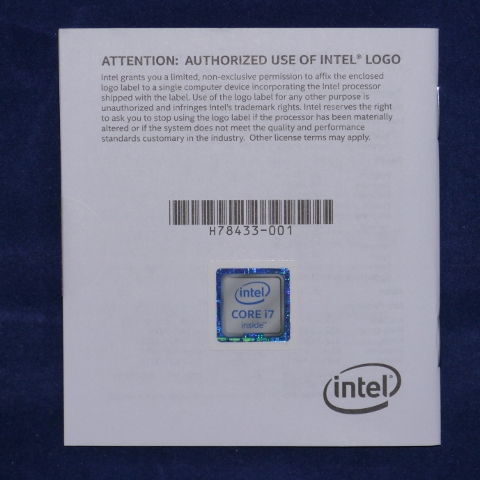 ATTENTION: AUTHORIZED USE OF INTEL® LOGO
Intel grants you a limited, non-exclusive permission to affix the enclosed
logo label to a single computer device incorporating the Intel processor
shipped with the label. Use of the logo label for any other purpose is
unauthorized and infringes Intel's trademark rights. Intel reserves the right
to ask you to stop using the logo label if the processor has been materially
altered or if the system does not meet the quality and performance
standards customary in the industry. Other license terms may apply.
H78433-001
intel
CORE i7
inside™
intel®